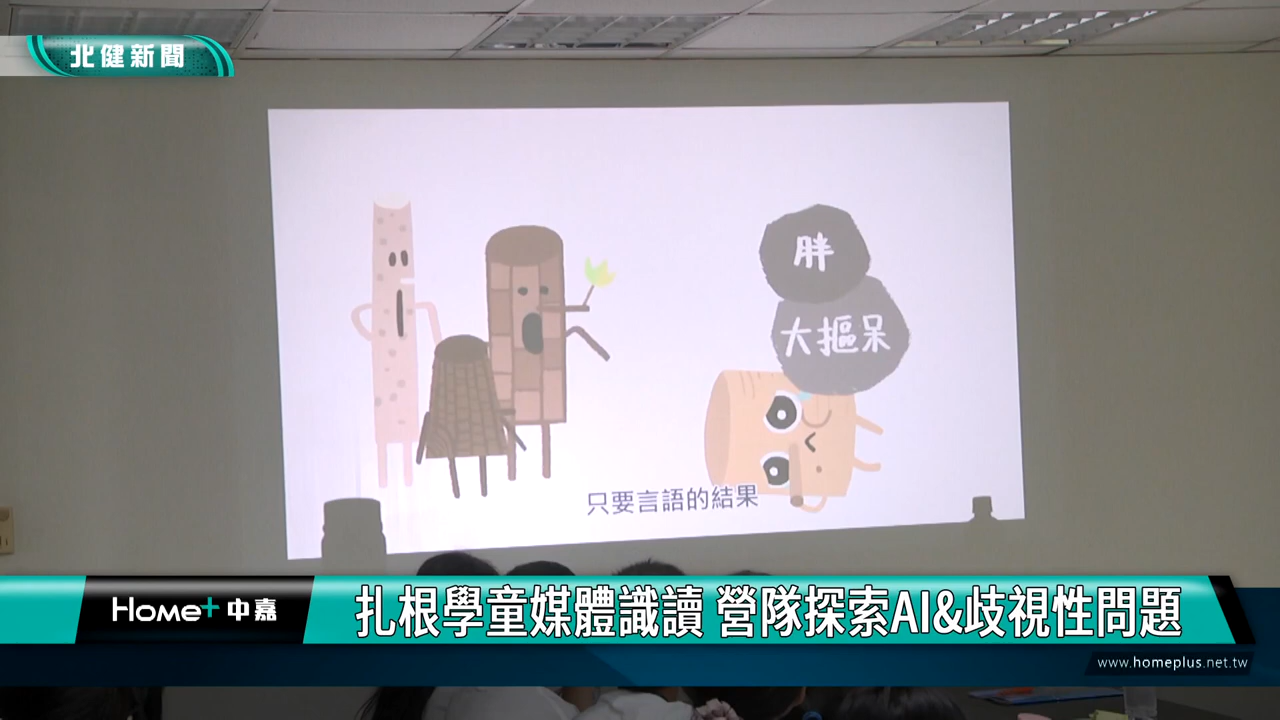 北健新聞
胖
大摳呆
只要言語的結果
Home+中嘉
扎根學童媒體識讀 營隊探索AI&歧視性問題
www.homeplus.net.tw